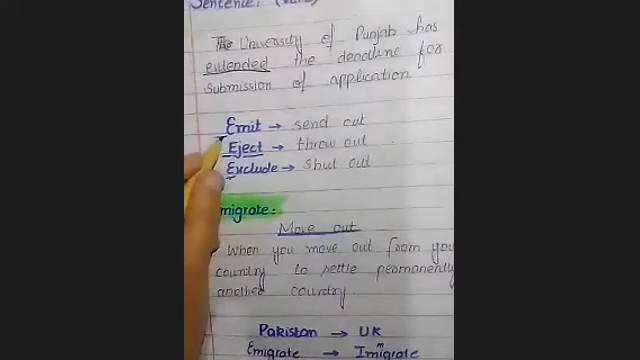 Sentence:
The University of Punjab has
extended the deadline for
submission of application
Emit → send out
Eject → throw out
Exclude → shut out
migrate:
Move out
When you move out from you
country to settle permanently
another country
Pakistan → UK
Emigrate → Immigrate